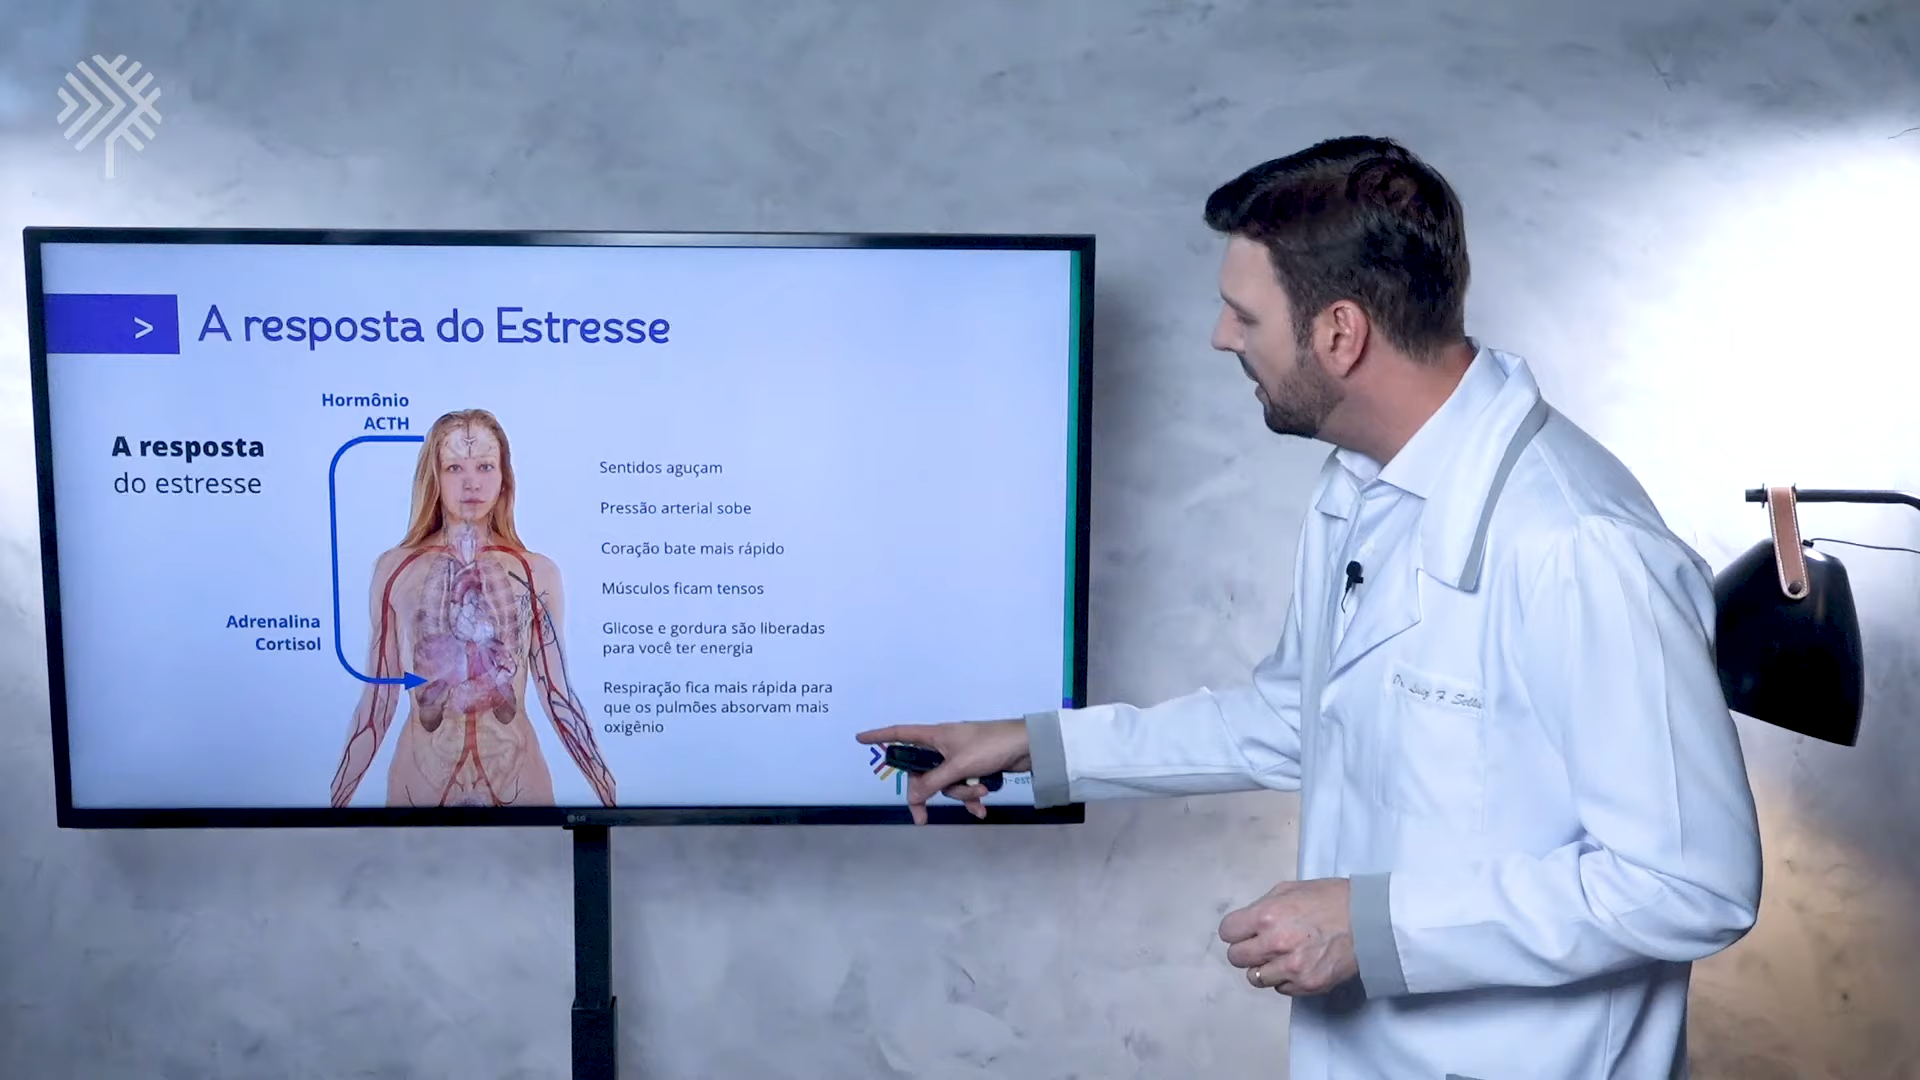 > A resposta do Estresse
Hormônio
ACTH
A resposta
do estresse
Sentidos aguçam
Pressão arterial sobe
Coração bate mais rápido
Músculos ficam tensos
Adrenalina
Cortisol
Glicose e gordura são liberadas
para você ter energia
Respiração fica mais rápida para
que os pulmões absorvam mais
oxigênio
LG